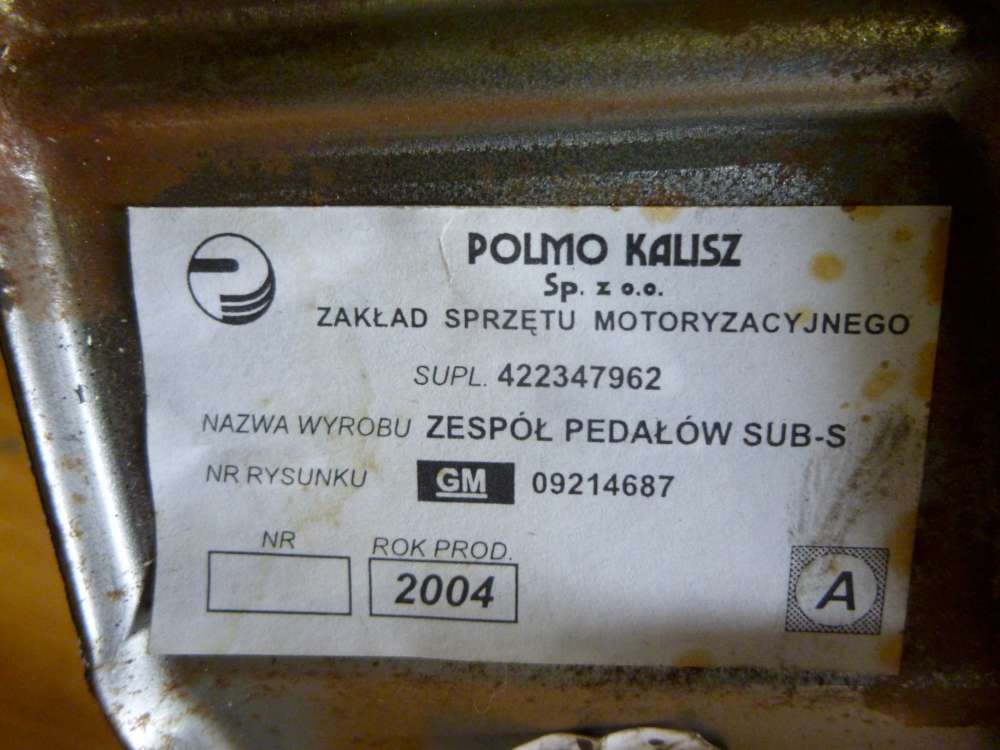 POLMO KALISZ
Sp. z o.o.
ZAKŁAD SPRZĘTU MOTORYZACYJNEGO
SUPL. 422347962
NAZWA WYROBU ZESPÓŁ PEDAŁÓW SUB-S
NR RYSUNKU GM 09214687
NR
ROK PROD.
2004
A